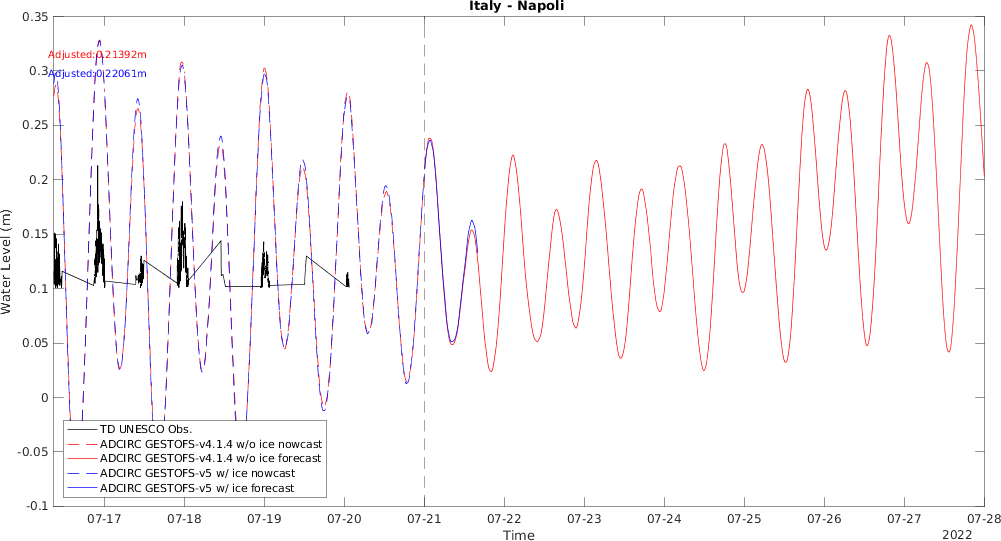 Italy - Napoli
Adjusted:0.21392m
Adjusted:0.22061m
0.35
0.3
0.25
0.2
0.15
0.1
0.05
0
-0.05
-0.1
Water Level (m)
TD UNESCO Obs.
ADCIRC GESTOFS-v4.1.4 w/o ice nowcast
ADCIRC GESTOFS-v4.1.4 w/o ice forecast
ADCIRC GESTOFS-v5 w/ ice nowcast
ADCIRC GESTOFS-v5 w/ ice forecast
07-17 07-18 07-19 07-20 07-21 07-22 07-23 07-24 07-25 07-26 07-27 07-28
Time
2022